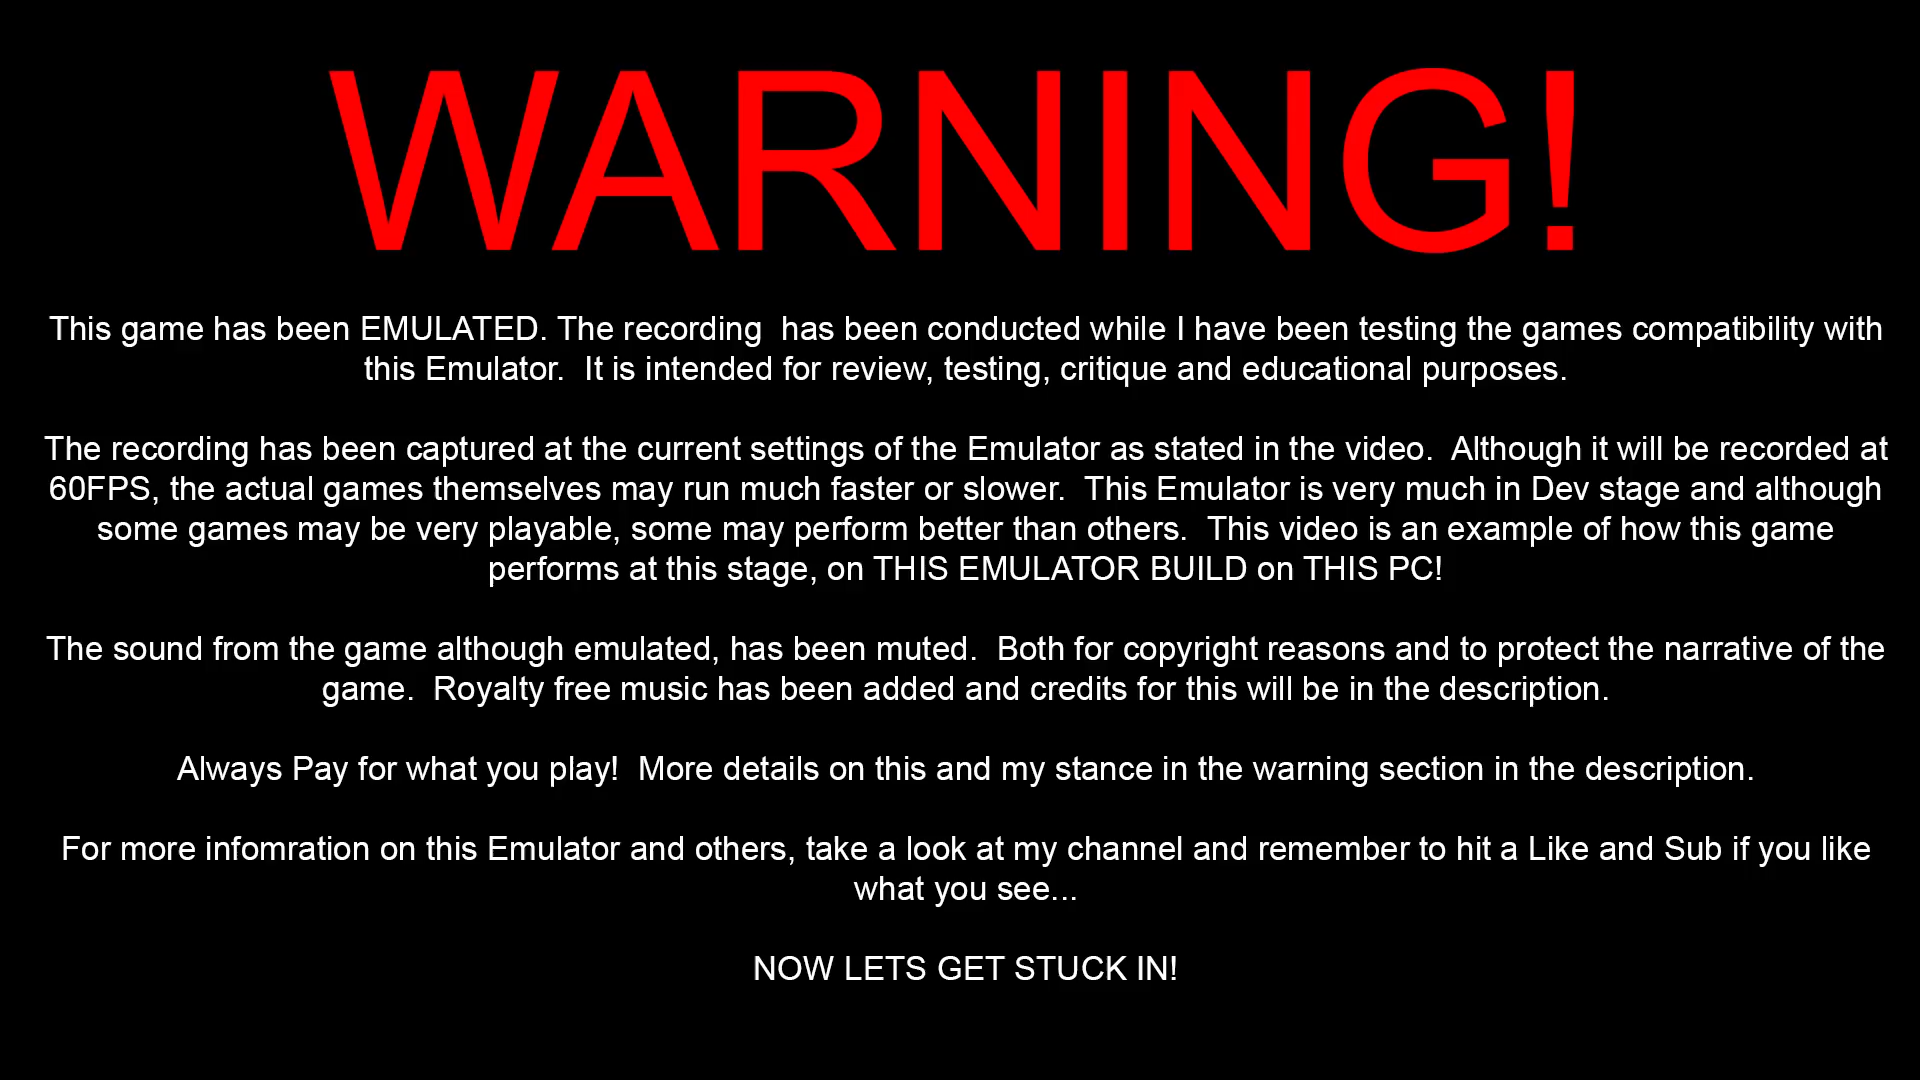 WARNING!
This game has been EMULATED. The recording  has been conducted while I have been testing the games compatibility with
this Emulator.  It is intended for review, testing, critique and educational purposes.
The recording has been captured at the current settings of the Emulator as stated in the video.  Although it will be recorded at
60FPS, the actual games themselves may run much faster or slower.  This Emulator is very much in Dev stage and although
some games may be very playable, some may perform better than others.  This video is an example of how this game
performs at this stage, on THIS EMULATOR BUILD on THIS PC!
The sound from the game although emulated, has been muted.  Both for copyright reasons and to protect the narrative of the
game.  Royalty free music has been added and credits for this will be in the description.
Always Pay for what you play!  More details on this and my stance in the warning section in the description.
For more infomration on this Emulator and others, take a look at my channel and remember to hit a Like and Sub if you like
what you see...
NOW LETS GET STUCK IN!